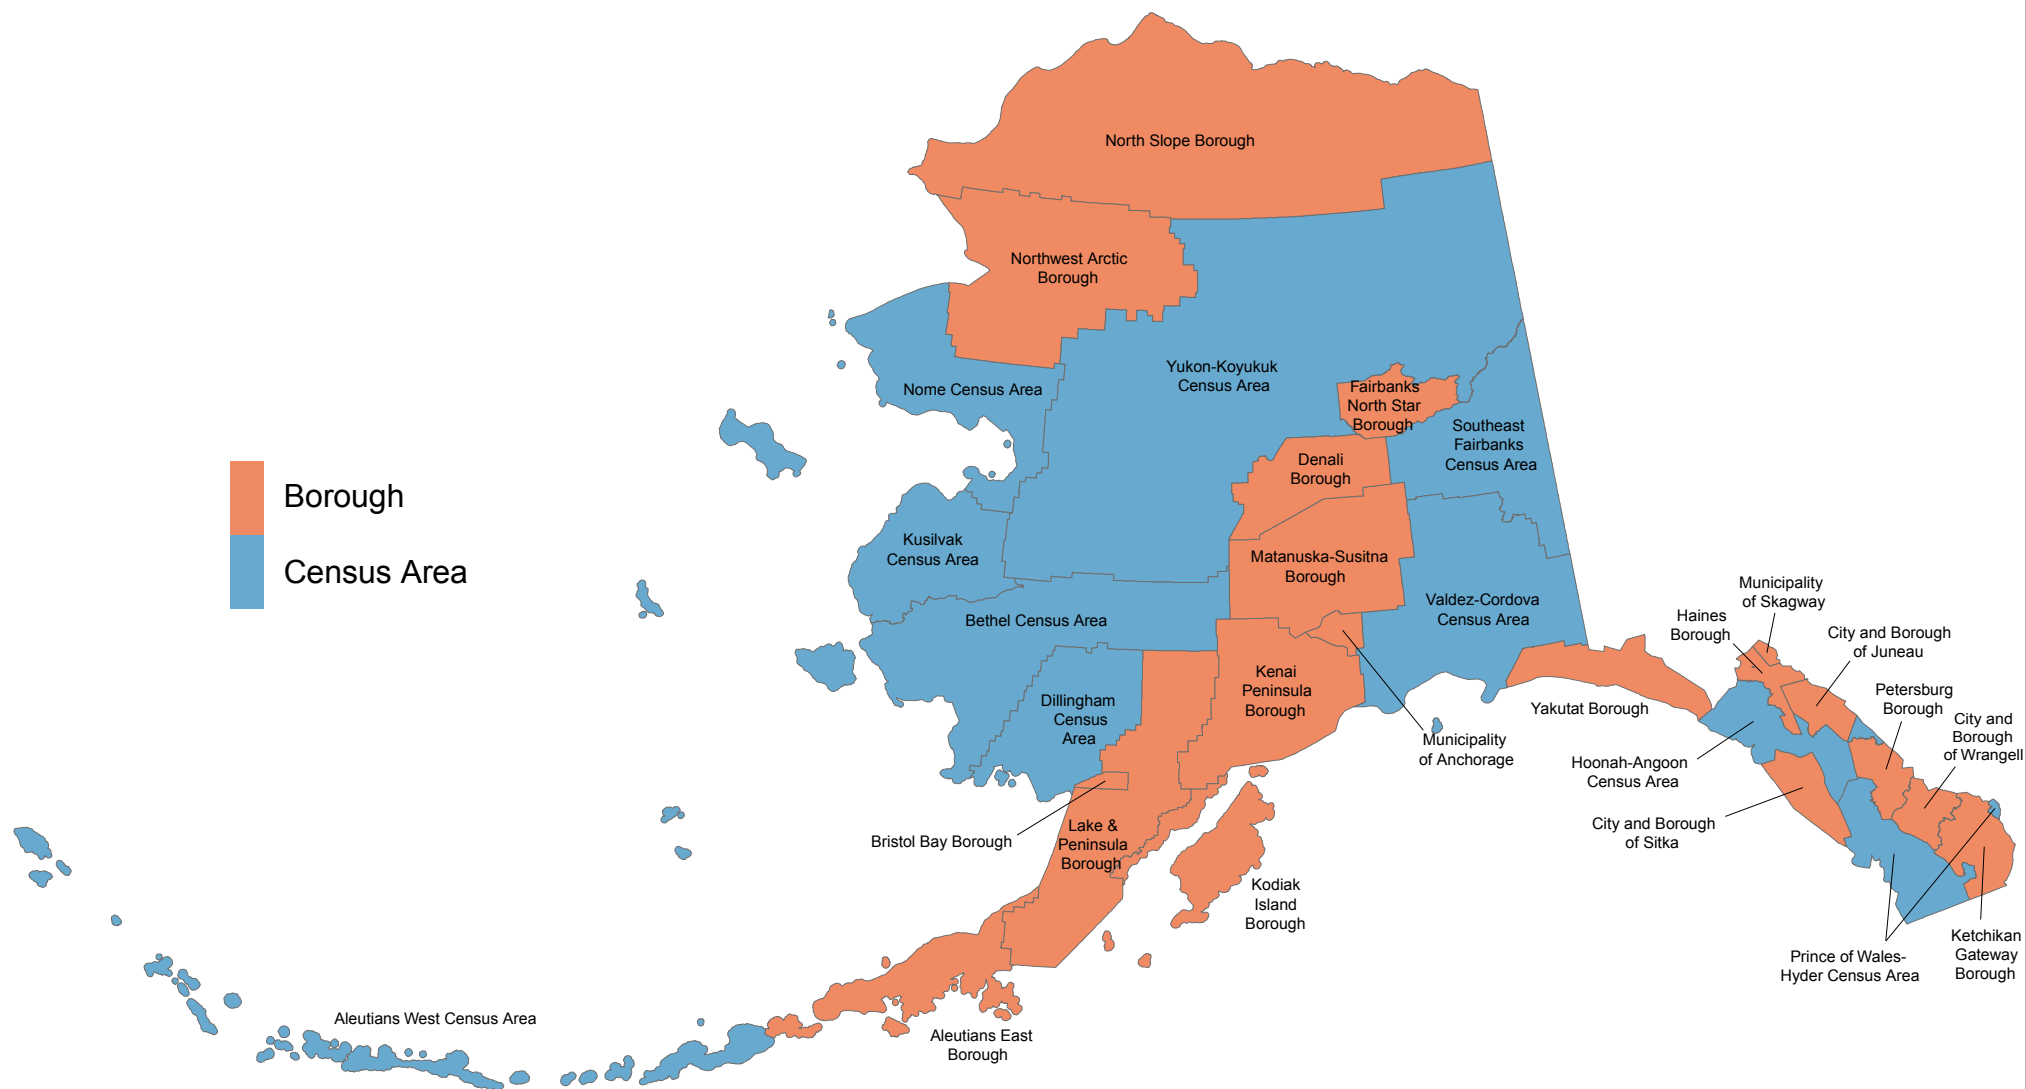 North Slope Borough
Northwest Arctic
Borough
Yukon-Koyukuk
Census Area
Nome Census Area
Fairbanks
North Star
Borough
Southeast
Fairbanks
Census Area
Denali
Borough
Borough
Census Area
Kusilvak
Census Area
Matanuska-Susitna
Borough
Bethel Census Area
Valdez-Cordova
Census Area
Municipality
of Skagway
Haines
Borough
City and Borough
of Juneau
Kenai
Peninsula
Borough
Dillingham
Census
Area
Yakutat Borough
Petersburg
Borough
City and
Borough
of Wrangell
Municipality
of Anchorage
Hoonah-Angoon
Census Area
City and Borough
of Sitka
Bristol Bay Borough
Lake &
Peninsula
Borough
Kodiak
Island
Borough
Prince of Wales-
Hyder Census Area
Ketchikan
Gateway
Borough
Aleutians West Census Area
Aleutians East
Borough